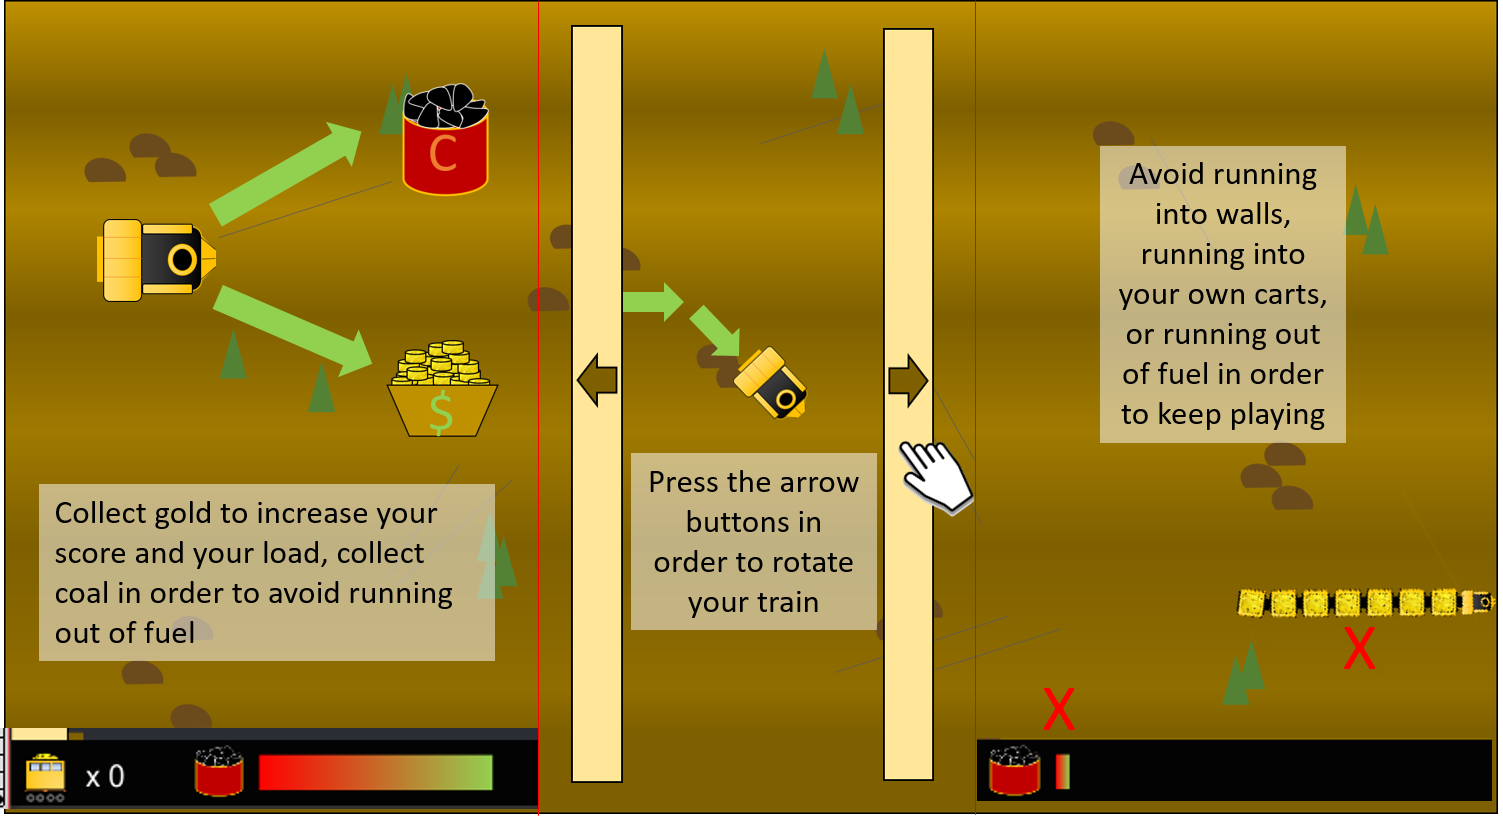 C
$
Collect gold to increase your
score and your load, collect
coal in order to avoid running
out of fuel
x 0
Press the arrow
buttons in
order to rotate
your train
Avoid running
into walls,
running into
your own carts,
or running out
of fuel in order
to keep playing
X
X